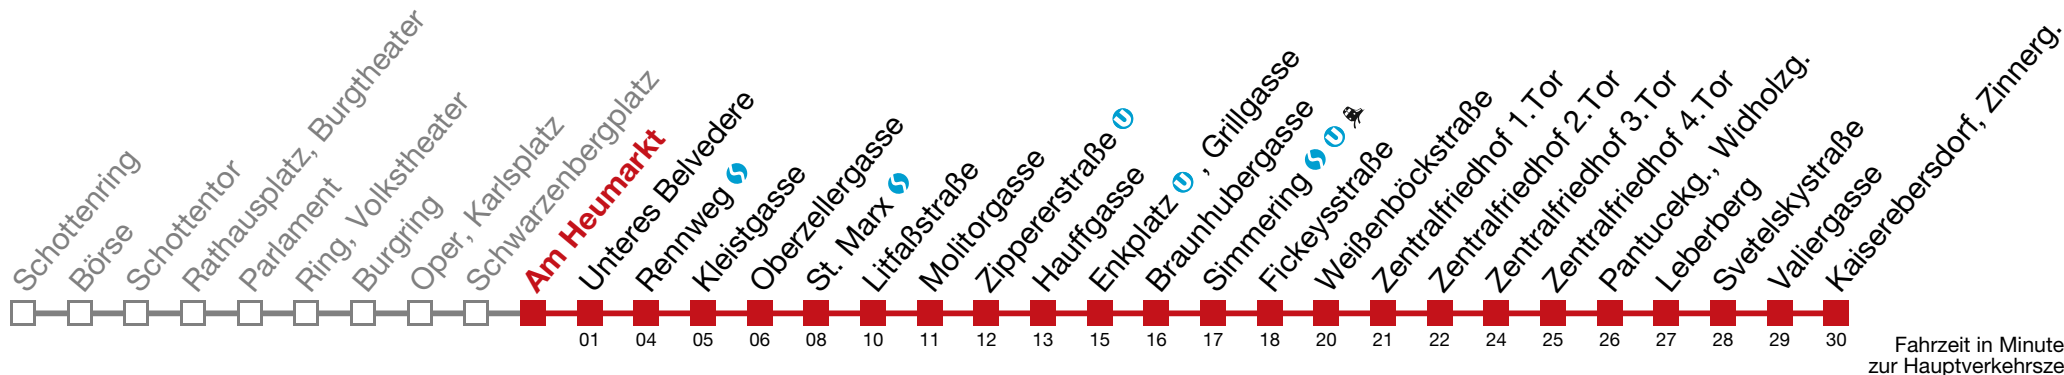 Schottenring
Börse
Schottentor
Rathausplatz, Burgtheater
Parlament
Ring, Volkstheater
Burgring
Oper, Karlsplatz
Schwarzenbergplatz
Am Heumarkt
Unteres Belvedere
Rennweg
Kleistgasse
Oberzellergasse
St. Marx
Litfaßstraße
Molitorgasse
Zippererstraße U
Hauffgasse
Enkplatz U , Grillgasse
Braunhubergasse
Simmering U
Fickeysstraße
Weißenböckstraße
Zentralfriedhof 1.Tor
Zentralfriedhof 2.Tor
Zentralfriedhof 3.Tor
Zentralfriedhof 4.Tor
Pantucekg., Widholzg.
Leberberg
Svetelskystraße
Valiergasse
Kaiserebersdorf, Zinnerg.
01 04 05 06 08 10 11 12 13 15 16 17 18 20 21 22 24 25 26 27 28 29 30
Fahrzeit in Minute
zur Hauptverkehrsze